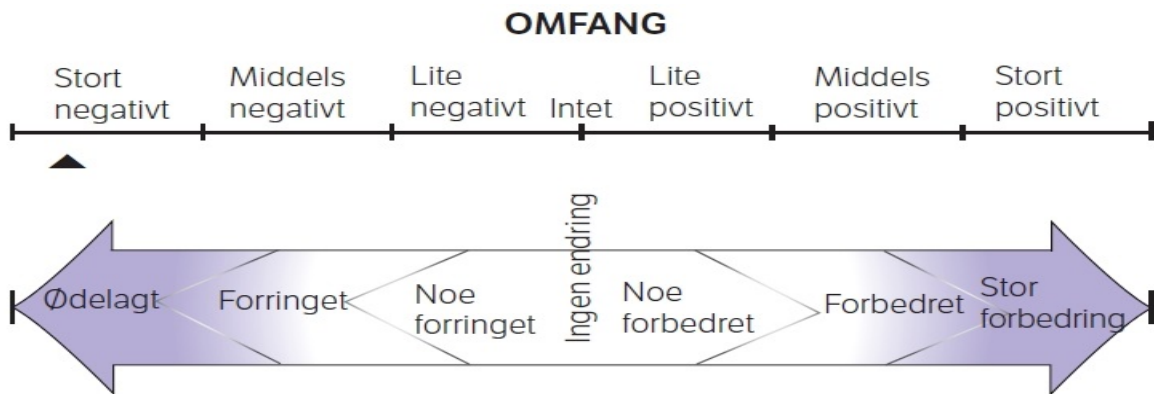 OMFANG
Stort
negativt
Middels
negativt
Lite
negativt
Intet
Lite
positivt
Middels
positivt
Stort
positivt
Ingen endring
Ødelagt
Forringet
Noe
forringet
Noe
forbedret
Forbedret
Stor
forbedring